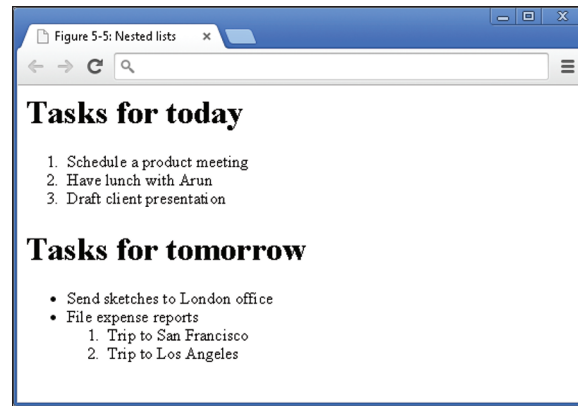 Figure 5-5: Nested lists
Tasks for today
1. Schedule a product meeting
2. Have lunch with Arun
3. Draft client presentation
Tasks for tomorrow
• Send sketches to London office
• File expense reports
1. Trip to San Francisco
2. Trip to Los Angeles